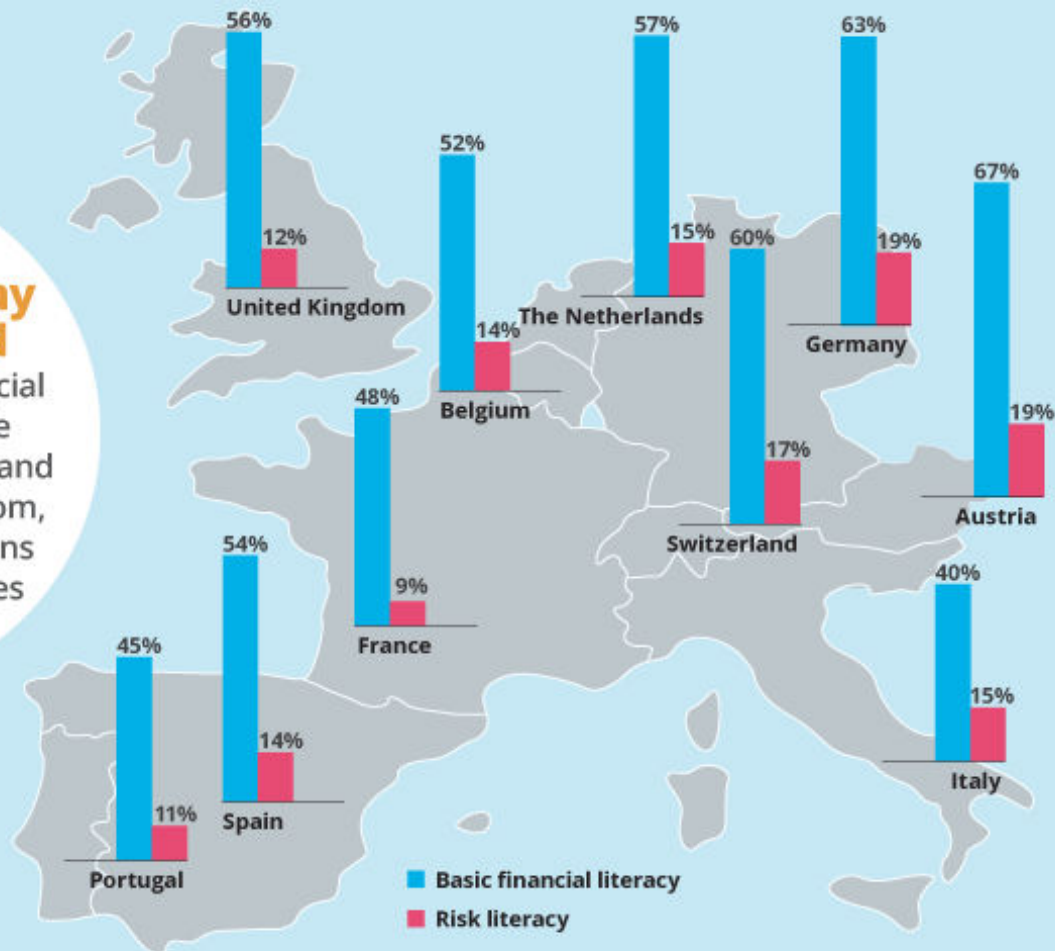 56%
12%
United Kingdom
52%
14%
Belgium
57%
15%
The Netherlands
63%
19%
Germany
60%
17%
Switzerland
67%
19%
Austria
48%
9%
France
54%
14%
Spain
45%
11%
Portugal
40%
15%
Italy
and
Basic financial literacy
Risk literacy